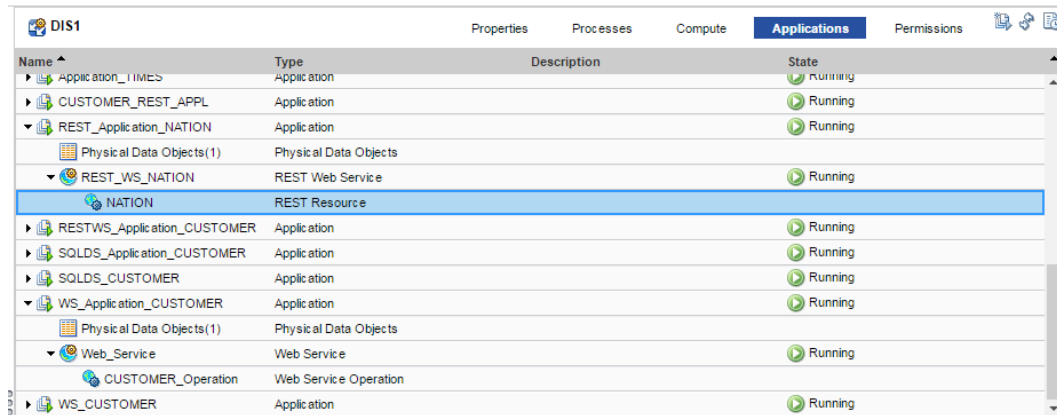 DIS1 Properties Processes Compute Applications Permissions
Name Type Description State
Application_TIMES Application Running
CUSTOMER_REST_APPL Application Running
REST_Application_NATION Application Running
Physical Data Objects(1) Physical Data Objects
REST_WS_NATION REST Web Service Running
NATION REST Resource
RESTWS_Application_CUSTOMER Application Running
SQLDS_Application_CUSTOMER Application Running
SQLDS_CUSTOMER Application Running
WS_Application_CUSTOMER Application Running
Physical Data Objects(1) Physical Data Objects
Web_Service Web Service Running
CUSTOMER_Operation Web Service Operation
WS_CUSTOMER Application Running